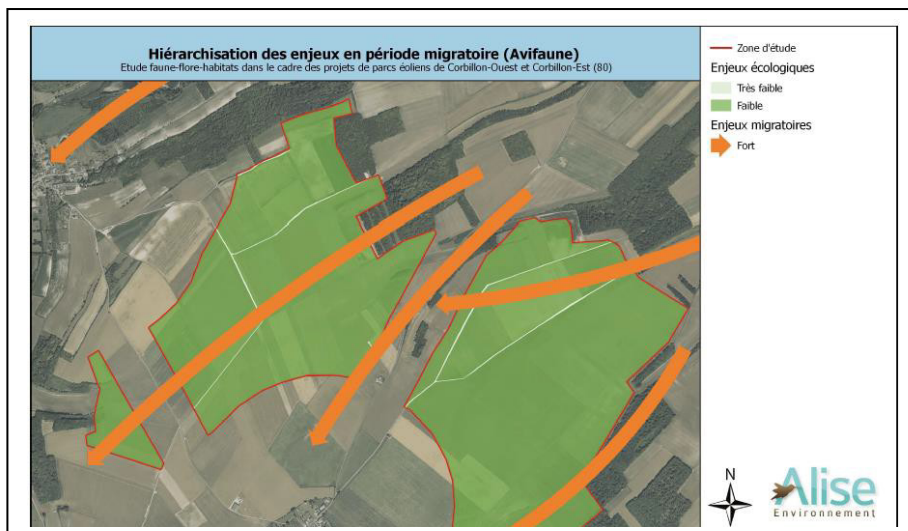 Hiérarchisation des enjeux en période migratoire (Avifaune)
Etude faune-flore-habitats dans le cadre des projets de parcs éoliens de Corbillon-Ouest et Corbillon-Est (80)
Zone d'étude
Enjeux écologiques
Très faible
Faible
Enjeux migratoires
Fort
N
Alise
Environnement